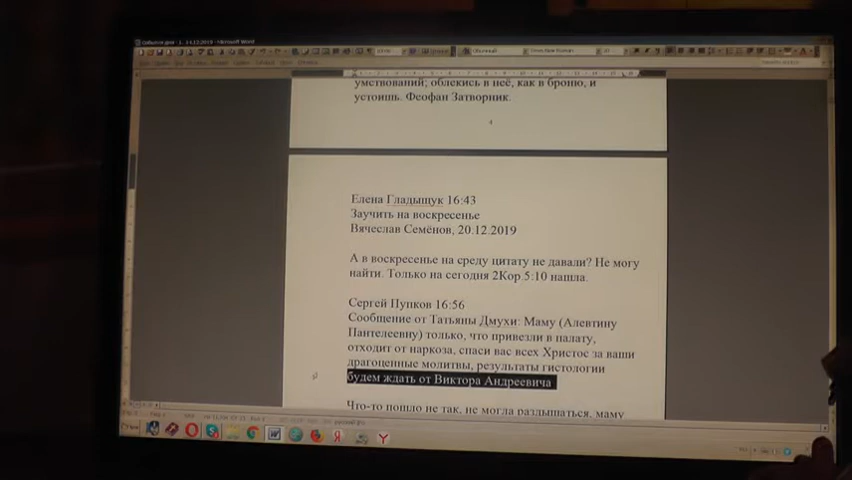 умствований; облекись в неё, как в броню, и
устоишь. Феофан Затворник.
4
Елена Гладыщук 16:43
Заучить на воскресенье
Вячеслав Семёнов, 20.12.2019
А в воскресенье на среду цитату не давали? Не могу
найти. Только на сегодня 2Кор.5:10 нашла.
Сергей Пупков 16:56
Сообщение от Татьяны Дмухи: Маму (Алевтину
Пантелеевну) только, что привезли в палату,
отходит от наркоза, спаси вас всех Христос за ваши
драгоценные молитвы, результаты гистологии
будем ждать от Виктора Андреевича
Что-то пошло не так, не могла раздышаться, маму